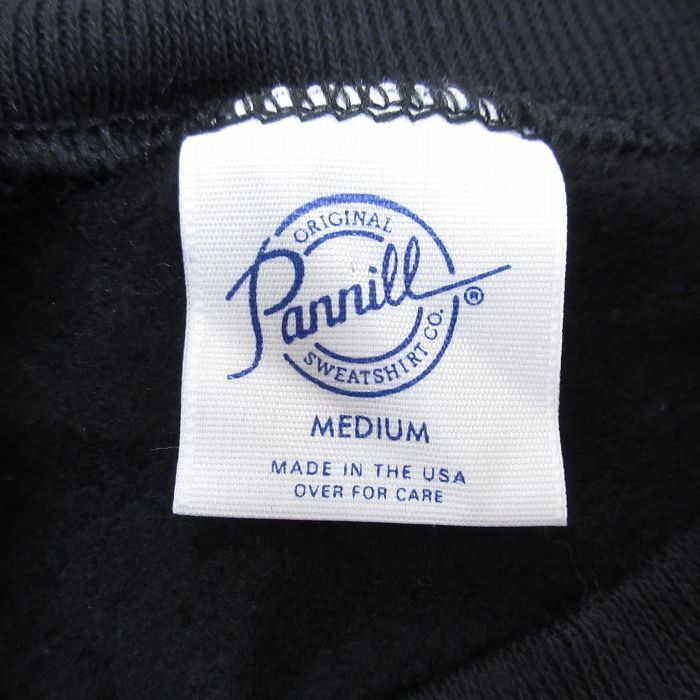 ORIGINAL
Pannill
®
SWEATSHIRT CO.
MEDIUM
MADE IN THE USA
OVER FOR CARE